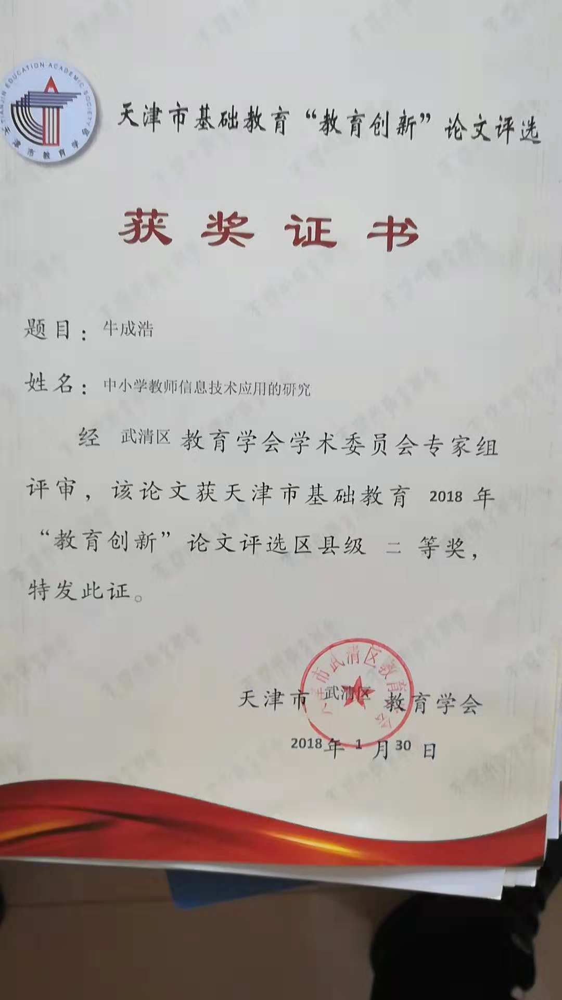 TIANJIN EDUCATION ACADEMIC SOCIETY
天津市教育学会
天津市基础教育“教育创新”论文评选
获奖证书
题目：牛成浩
姓名：中小学教师信息技术应用的研究
经 武清区 教育学会学术委员会专家组
评审，该论文获天津市基础教育 2018 年
“教育创新”论文评选区县级 二 等奖，
特发此证。
市武清区教育 会
天津市 武清区 教育学会
2018年1月30日